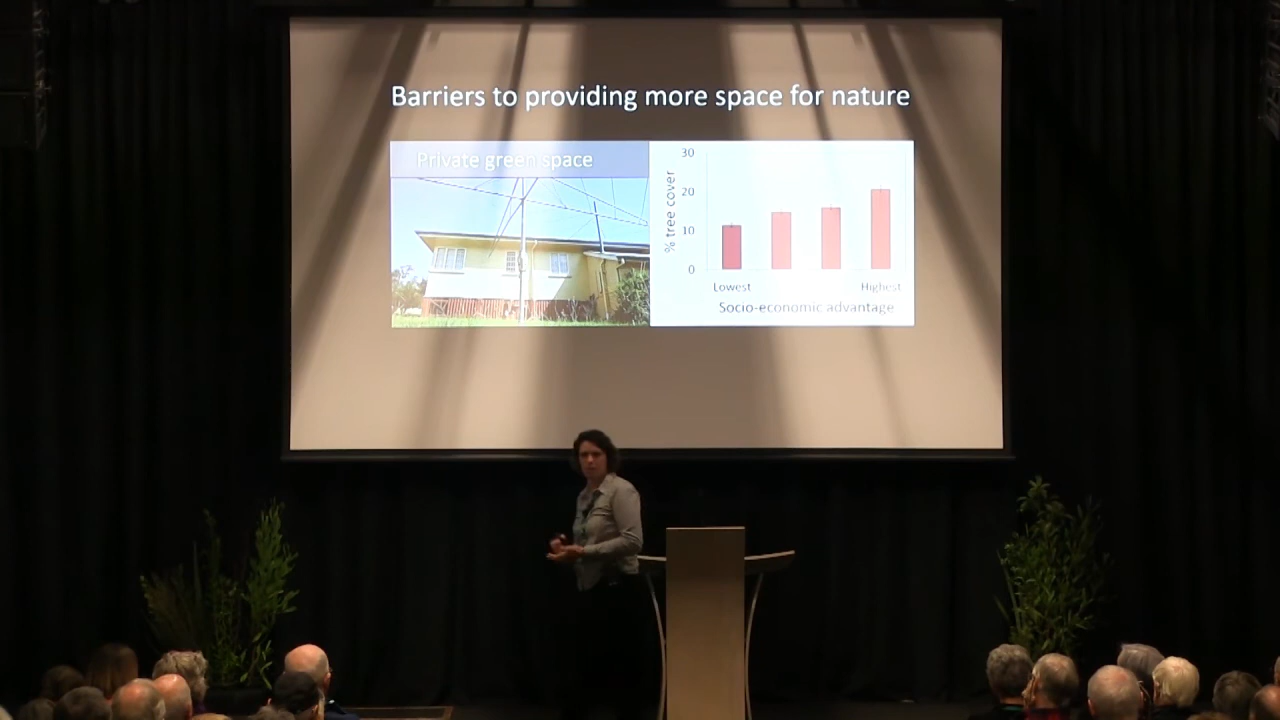 Barriers to providing more space for nature
Private green space
% tree cover
30
20
10
0
Lowest
Highest
Socio-economic advantage